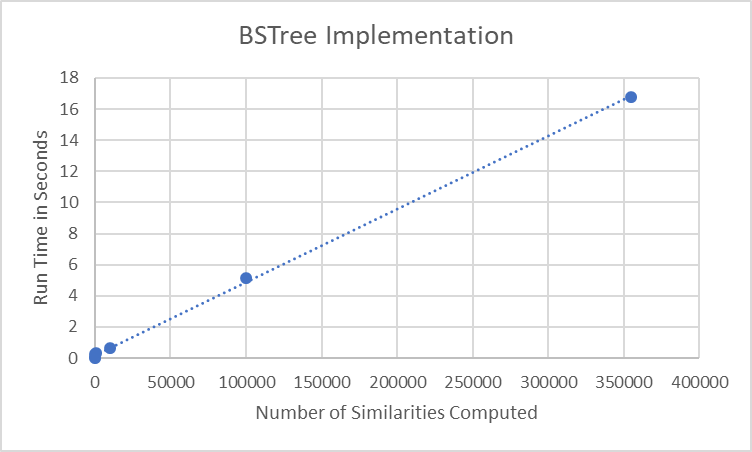 BSTree Implementation
Run Time in Seconds
18
16
14
12
10
8
6
4
2
0
0 50000 100000 150000 200000 250000 300000 350000 400000
Number of Similarities Computed